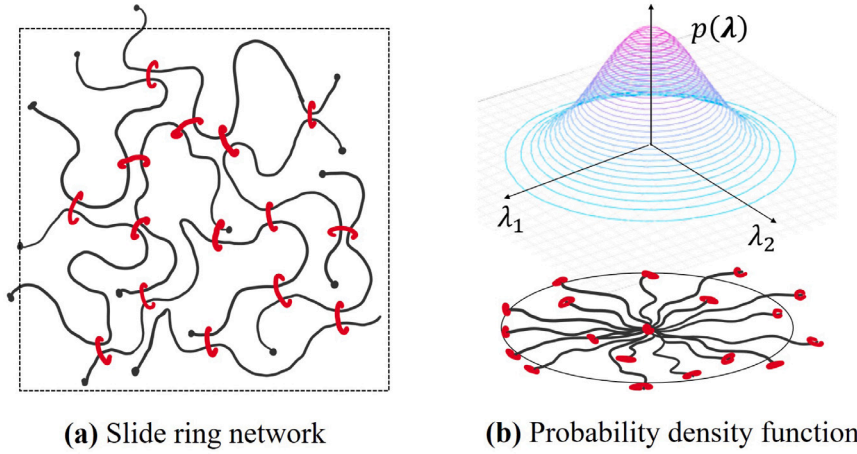 p(λ)
λ₁
λ₂
(a) Slide ring network
(b) Probability density function